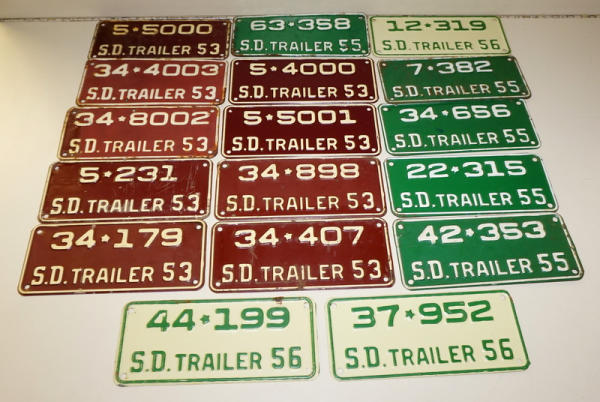 5★5000
S.D. TRAILER 53
63★358
S.D. TRAILER 55
12★319
S.D. TRAILER 56
34★4003
S.D. TRAILER 53
5★4000
S.D. TRAILER 53
7★382
S.D. TRAILER 55
34★8002
S.D. TRAILER 53
5★5001
S.D. TRAILER 53
34★656
S.D. TRAILER 55
5★231
S.D. TRAILER 53
34★898
S.D. TRAILER 53
22★315
S.D. TRAILER 55
34★179
S.D. TRAILER 53
34★407
S.D. TRAILER 53
42★353
S.D. TRAILER 55
44★199
S.D. TRAILER 56
37★952
S.D. TRAILER 56